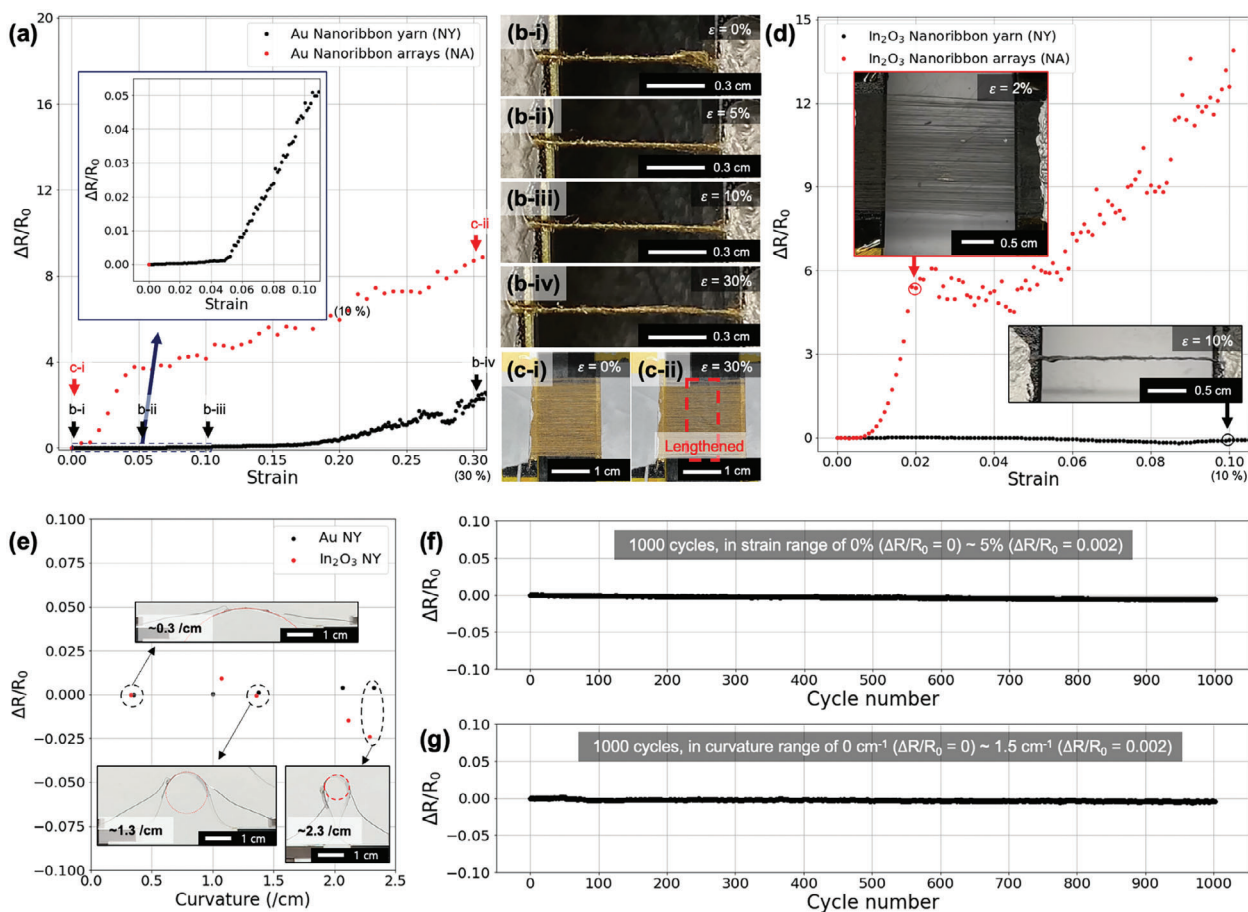 (a)
Au Nanoribbon yarn (NY)
Au Nanoribbon arrays (NA)
20
16
12
8
4
0
ΔR/R₀
0.05
0.04
0.03
0.02
0.01
0.00
ΔR/R₀
0.00 0.02 0.04 0.06 0.08 0.10
Strain
(10 %)
c-i
b-i
b-ii
b-iii
c-ii
b-iv
0.00 0.05 0.10 0.15 0.20 0.25 0.30
Strain
(30 %)
(b-i)
ε = 0%
0.3 cm
(b-ii)
ε = 5%
0.3 cm
(b-iii)
ε = 10%
0.3 cm
(b-iv)
ε = 30%
0.3 cm
(c-i)
ε = 0%
1 cm
(c-ii)
ε = 30%
Lengthened
1 cm
(d)
In₂O₃ Nanoribbon yarn (NY)
In₂O₃ Nanoribbon arrays (NA)
15
12
9
6
3
0
ΔR/R₀
ε = 2%
0.5 cm
ε = 10%
0.5 cm
0.00 0.02 0.04 0.06 0.08 0.10
Strain
(10 %)
(e)
Au NY
In₂O₃ NY
0.100
0.075
0.050
0.025
0.000
−0.025
−0.050
−0.075
−0.100
ΔR/R₀
~0.3 /cm
1 cm
~1.3 /cm
1 cm
~2.3 /cm
1 cm
0.0 0.5 1.0 1.5 2.0 2.5
Curvature (/cm)
(f)
1000 cycles, in strain range of 0% (ΔR/R₀ = 0) ~ 5% (ΔR/R₀ = 0.002)
0.10
0.05
0.00
−0.05
−0.10
ΔR/R₀
0 100 200 300 400 500 600 700 800 900 1000
Cycle number
(g)
1000 cycles, in curvature range of 0 cm⁻¹ (ΔR/R₀ = 0) ~ 1.5 cm⁻¹ (ΔR/R₀ = 0.002)
0.10
0.05
0.00
−0.05
−0.10
ΔR/R₀
0 100 200 300 400 500 600 700 800 900 1000
Cycle number